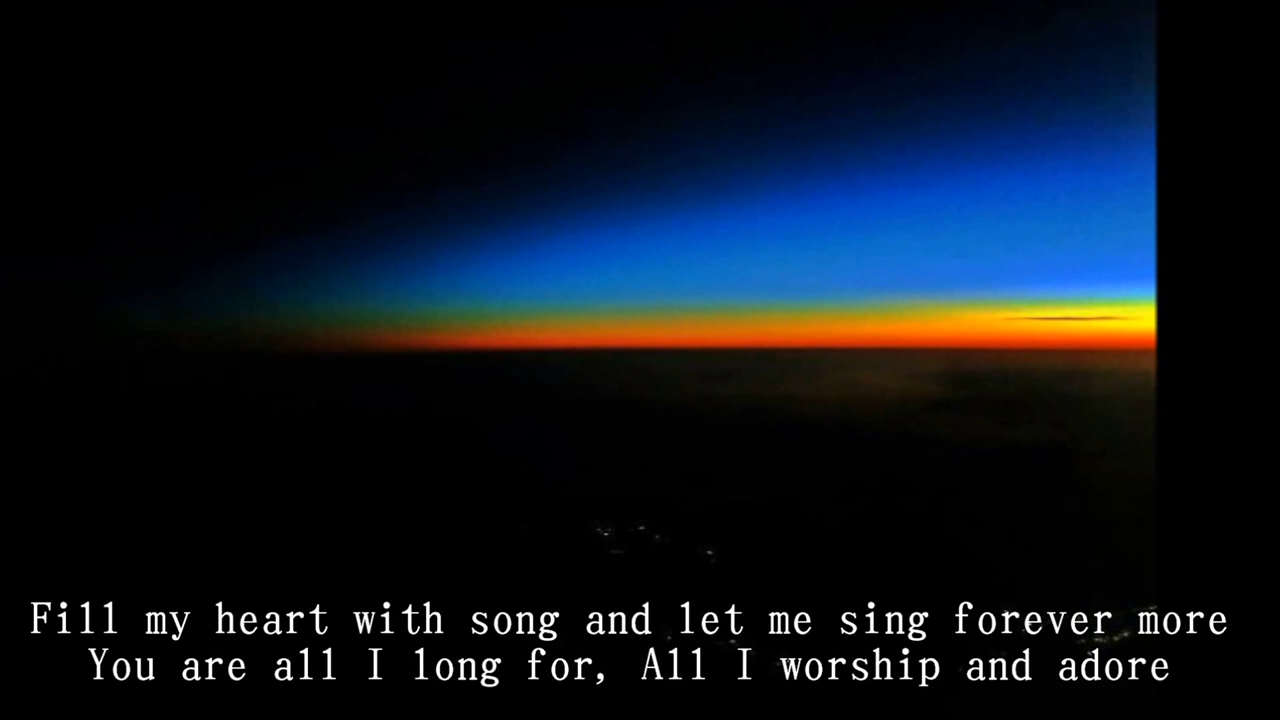 Fill my heart with song and let me sing forever more
You are all I long for, All I worship and adore